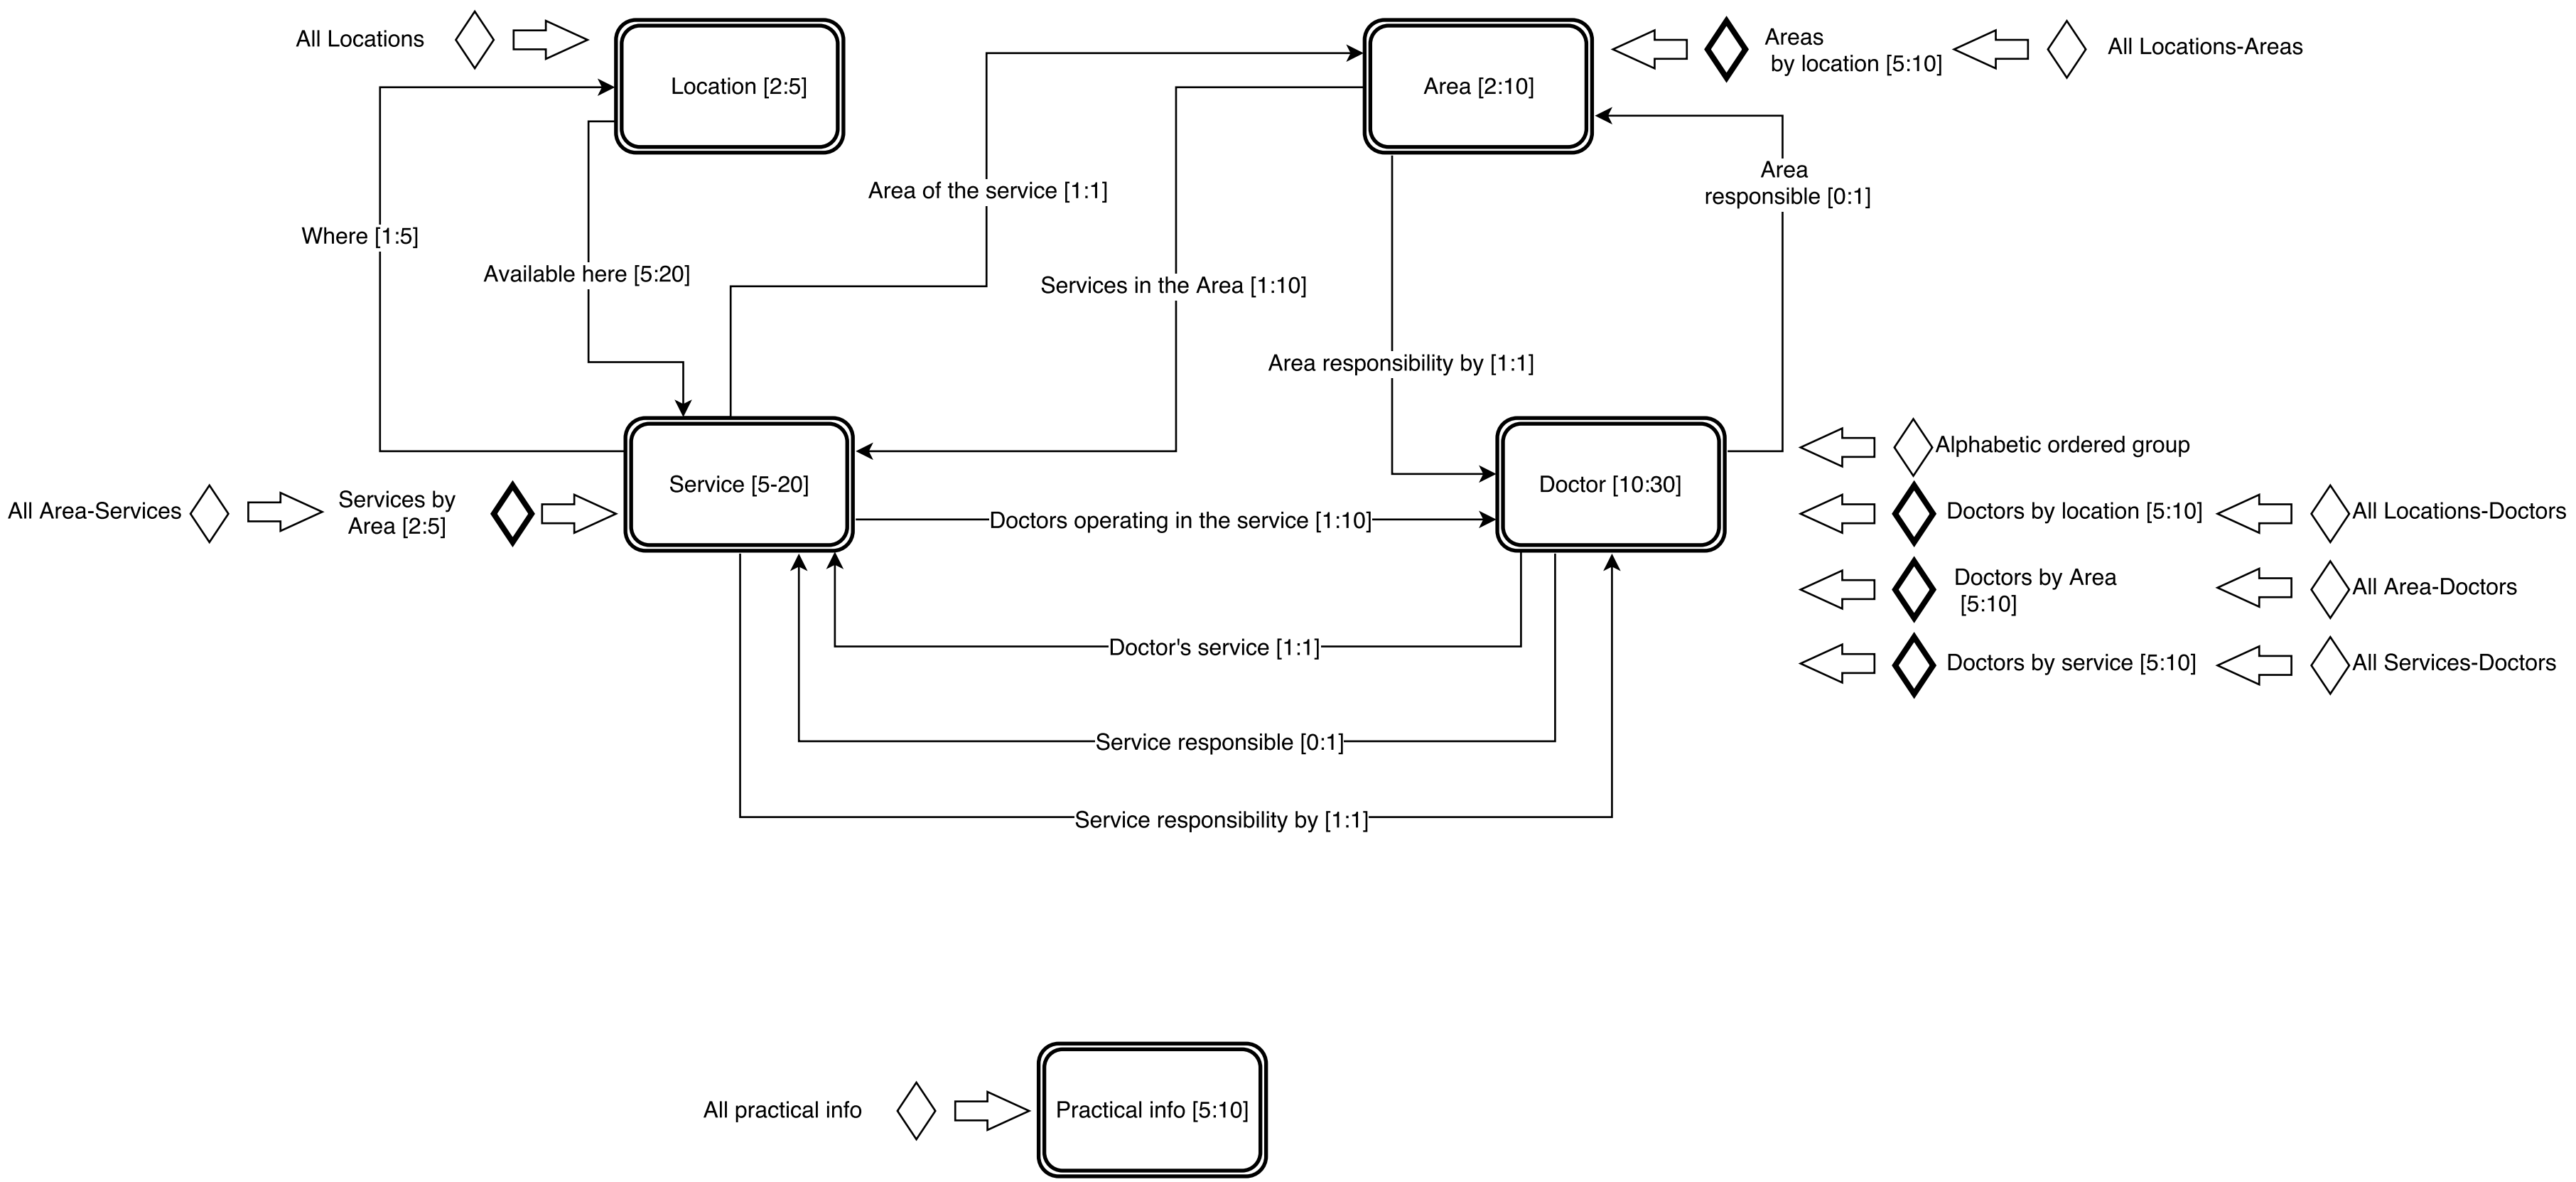 All Locations
Location [2:5]
Area [2:10]
Areas
by location [5:10]
All Locations-Areas
Area of the service [1:1]
Area
responsible [0:1]
Where [1:5]
Available here [5:20]
Services in the Area [1:10]
Area responsibility by [1:1]
All Area-Services
Services by
Area [2:5]
Service [5-20]
Doctors operating in the service [1:10]
Doctor [10:30]
Alphabetic ordered group
Doctors by location [5:10]
All Locations-Doctors
Doctors by Area
[5:10]
All Area-Doctors
Doctor's service [1:1]
Doctors by service [5:10]
All Services-Doctors
Service responsible [0:1]
Service responsibility by [1:1]
All practical info
Practical info [5:10]